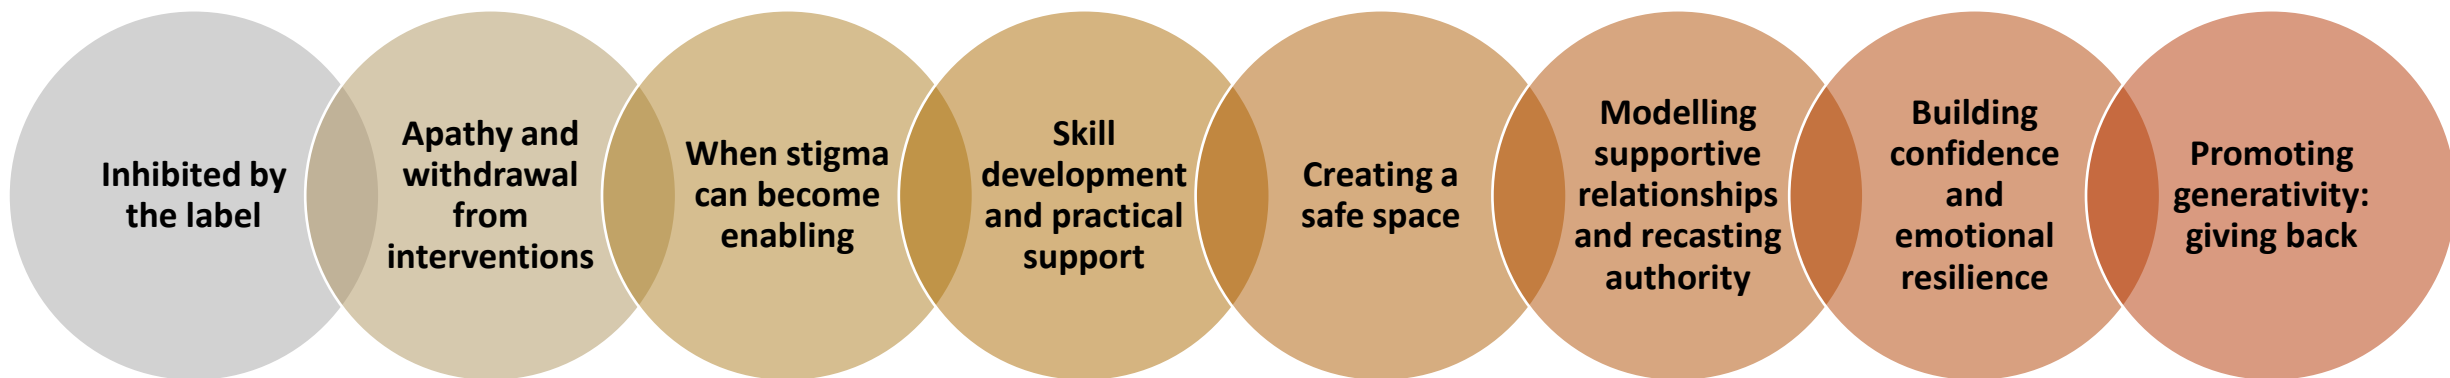 Inhibited by
the label
Apathy and
withdrawal
from
interventions
When stigma
can become
enabling
Skill
development
and practical
support
Creating a
safe space
Modelling
supportive
relationships
and recasting
authority
Building
confidence
and
emotional
resilience
Promoting
generativity:
giving back